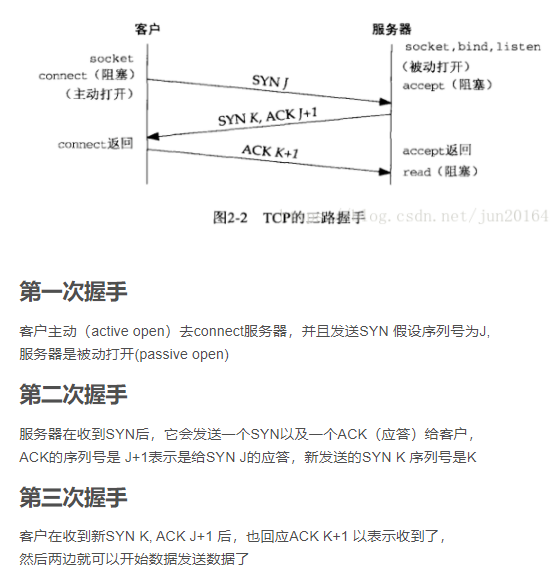 客户
服务器
socket
connect（阻塞）
（主动打开）
socket,bind,listen
（被动打开）
accept（阻塞）
SYN J
SYN K, ACK J+1
connect返回
ACK K+1
accept返回
read（阻塞）
图2-2 TCP的三路握手
blog.csdn.net/jun20164
第一次握手
客户主动（active open）去connect服务器，并且发送SYN 假设序列号为J,
服务器是被动打开(passive open)
第二次握手
服务器在收到SYN后，它会发送一个SYN以及一个ACK（应答）给客户，
ACK的序列号是 J+1表示是给SYN J的应答，新发送的SYN K 序列号是K
第三次握手
客户在收到新SYN K, ACK J+1 后，也回应ACK K+1 以表示收到了，
然后两边就可以开始数据发送数据了